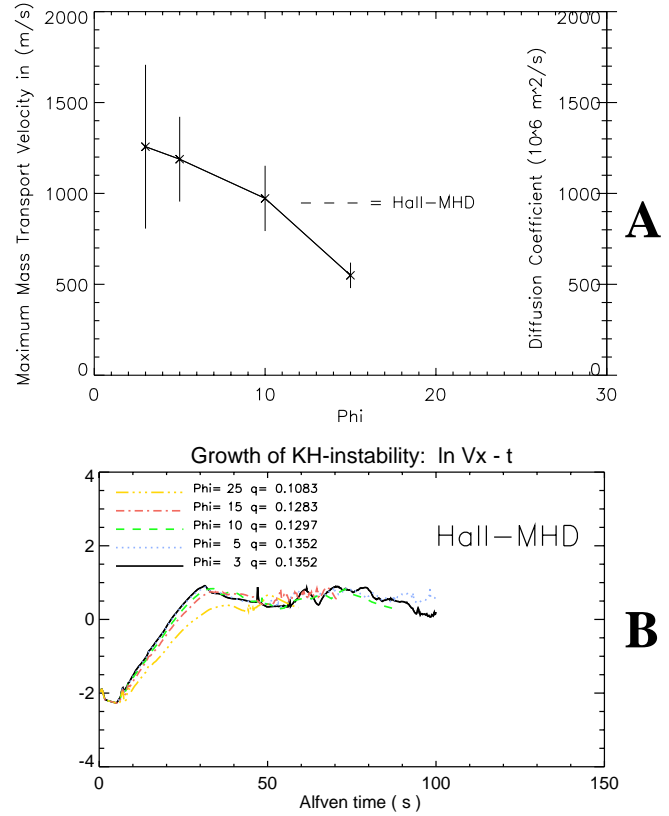 Maximum Mass Transport Velocity in (m/s)
2000
1500
1000
500
0
0
10
20
30
Phi
— — = Hall-MHD
Diffusion Coefficient (10^6 m^2/s)
2000
1500
1000
500
0
A
Growth of KH-instability: ln Vx - t
4
2
0
-2
-4
Phi= 25 q= 0.1083
Phi= 15 q= 0.1283
Phi= 10 q= 0.1297
Phi= 5 q= 0.1352
Phi= 3 q= 0.1352
Hall-MHD
B
0
50
100
150
Alfven time ( s )